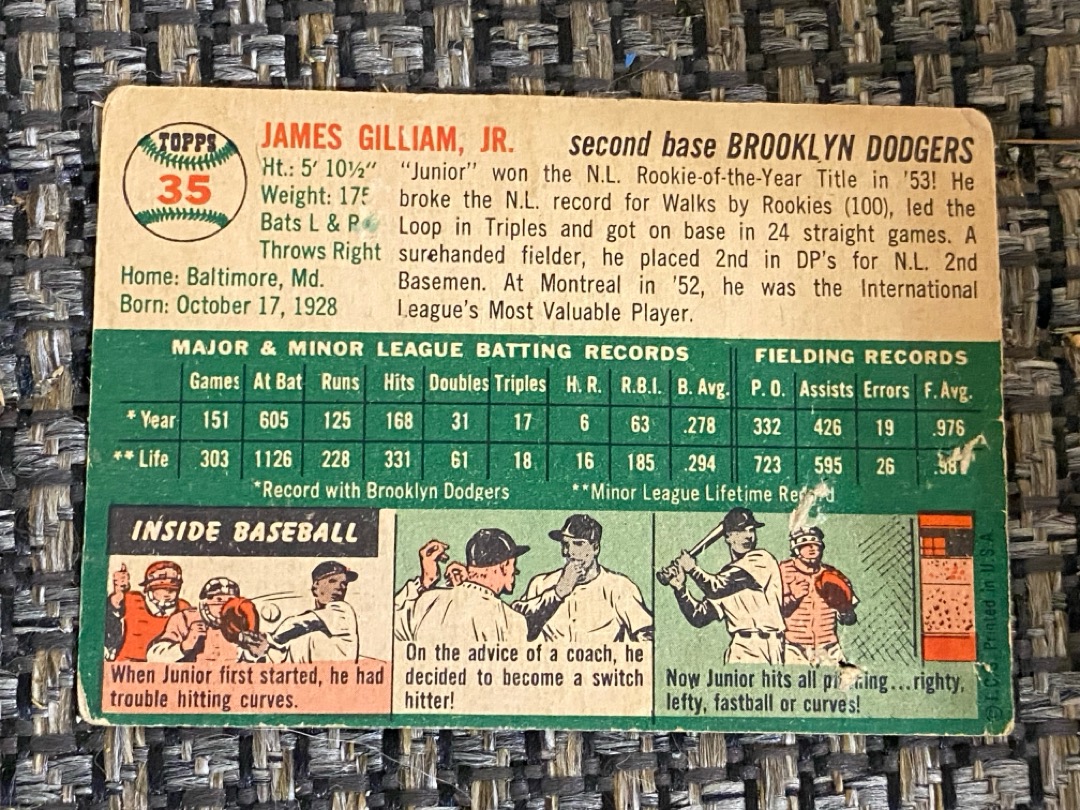 TOPPS
35
JAMES GILLIAM, JR.
second base BROOKLYN DODGERS
Ht.: 5' 10½"
Weight: 175
Bats L & R
Throws Right
Home: Baltimore, Md.
Born: October 17, 1928
"Junior" won the N.L. Rookie-of-the-Year Title in '53! He
broke the N.L. record for Walks by Rookies (100), led the
Loop in Triples and got on base in 24 straight games. A
surehanded fielder, he placed 2nd in DP's for N.L. 2nd
Basemen. At Montreal in '52, he was the International
League's Most Valuable Player.
MAJOR & MINOR LEAGUE BATTING RECORDS FIELDING RECORDS
Games At Bat Runs Hits Doubles Triples H. R. R.B.I. B. Avg. P. O. Assists Errors F. Avg.
* Year 151 605 125 168 31 17 6 63 .278 332 426 19 .976
** Life 303 1126 228 331 61 18 16 185 .294 723 595 26 .981
*Record with Brooklyn Dodgers **Minor League Lifetime Record
INSIDE BASEBALL
When Junior first started, he had
trouble hitting curves.
On the advice of a coach, he
decided to become a switch
hitter!
Now Junior hits all pitching...righty,
lefty, fastball or curves!
© T.C.G. Printed in U.S.A.